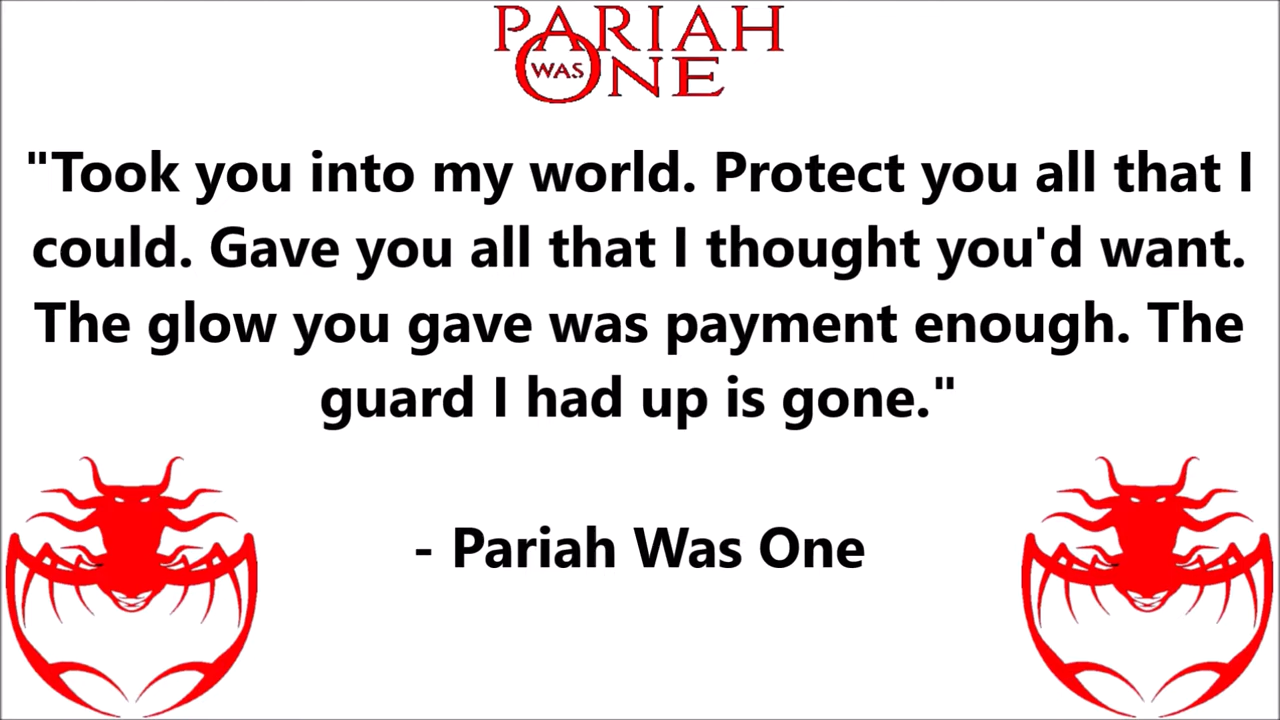 PARIAH
WAS ONE
"Took you into my world. Protect you all that I
could. Gave you all that I thought you'd want.
The glow you gave was payment enough. The
guard I had up is gone."
- Pariah Was One